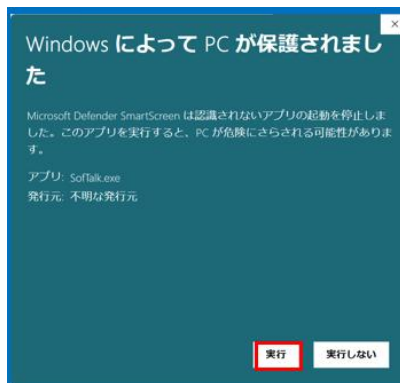 Windows によって PC が保護されまし
た
Microsoft Defender SmartScreen は認識されないアプリの起動を停止しま
した。このアプリを実行すると、PC が危険にさらされる可能性がありま
す。
アプリ: SofTalk.exe
発行元: 不明な発行元
実行 実行しない